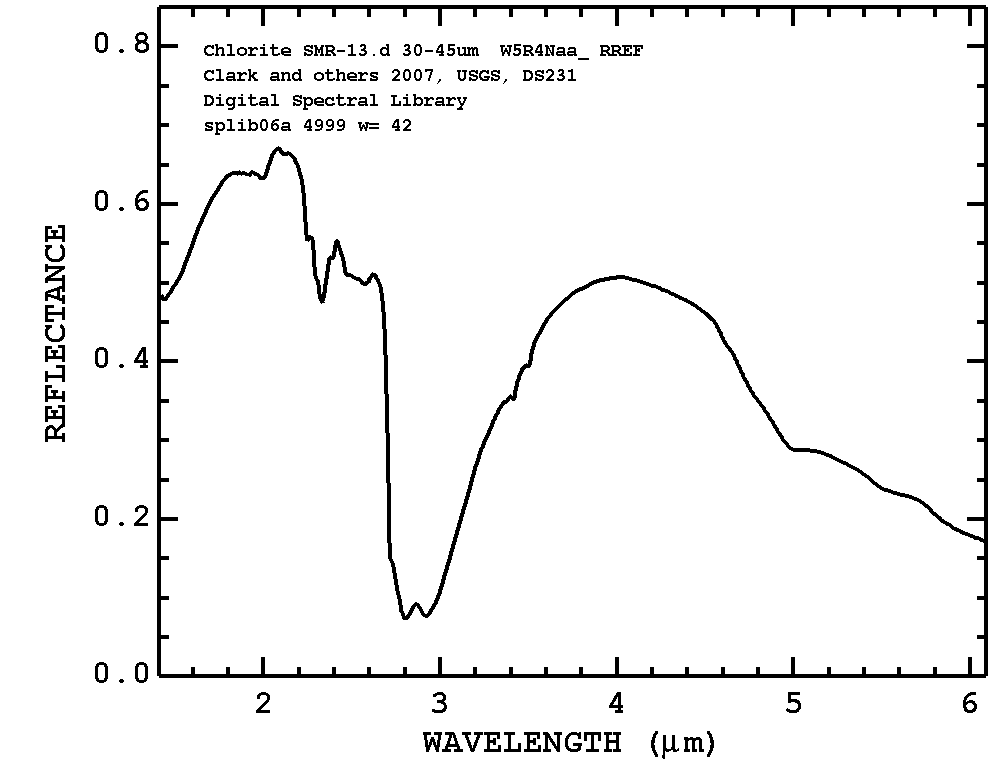 Chlorite SMR-13.d 30-45um W5R4Naa_ RREF
Clark and others 2007, USGS, DS231
Digital Spectral Library
splib06a 4999 w= 42
REFLECTANCE
0.8
0.6
0.4
0.2
0.0
2 3 4 5 6
WAVELENGTH (μm)